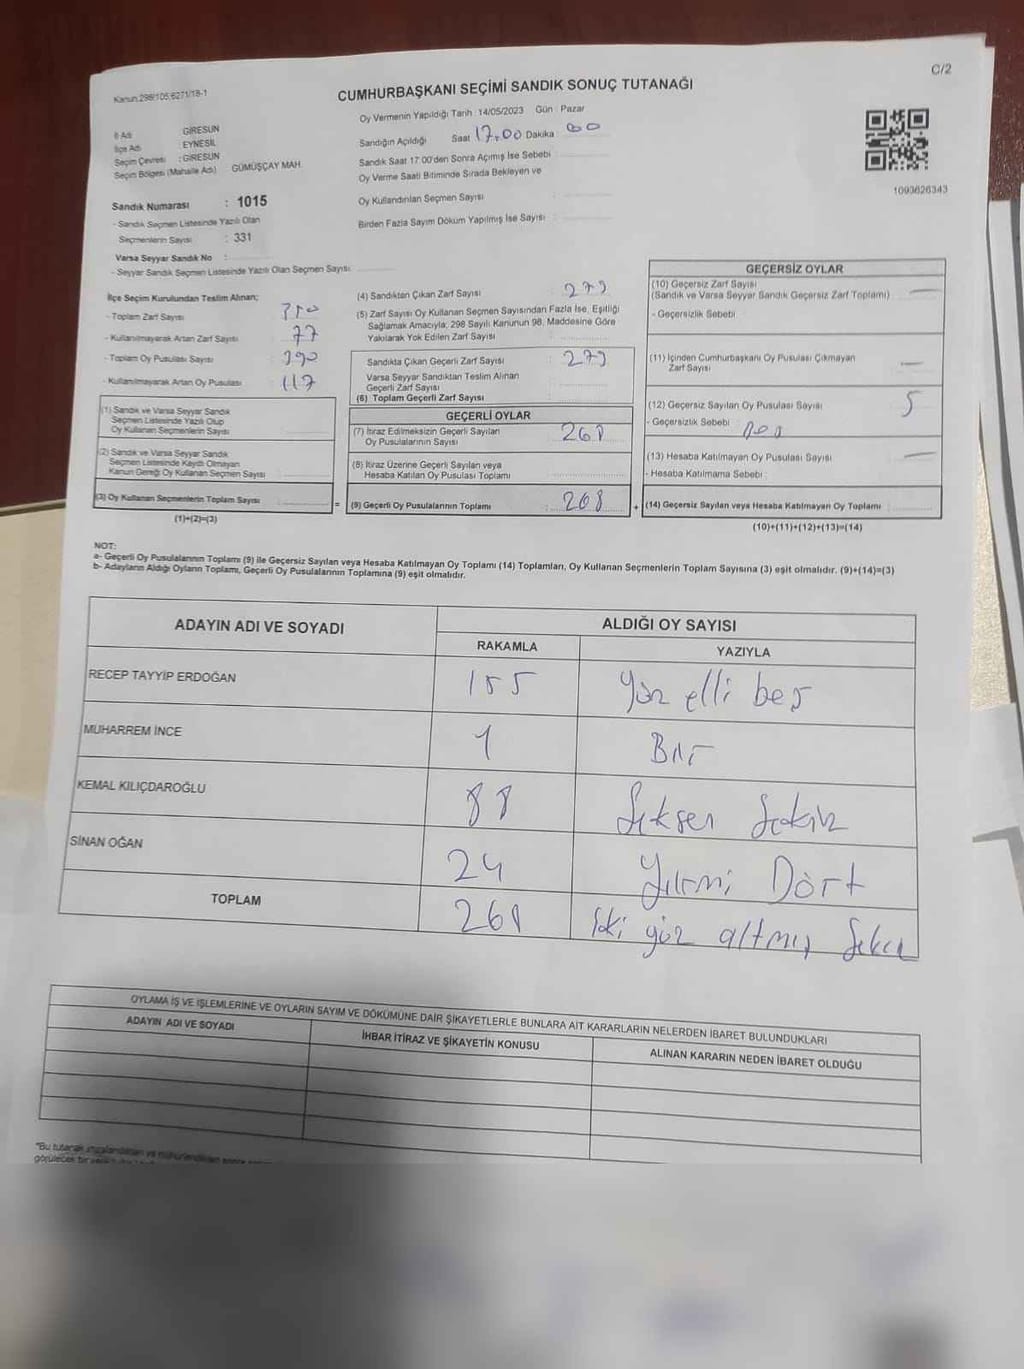 C/2
Kanun:298/105;6271/18-1
CUMHURBAŞKANI SEÇİMİ SANDIK SONUÇ TUTANAĞI
Oy Vermenin Yapıldığı Tarih : 14/05/2023 Gün : Pazar
İl Adı GİRESUN
İlçe Adı EYNESİL
Seçim Çevresi : GİRESUN
Seçim Bölgesi (Mahalle Adı) GÜMÜŞÇAY MAH.
Sandığın Açıldığı Saat 17.00 Dakika 00
Sandık Saat 17:00'den Sonra Açılmış İse Sebebi
Oy Verme Saati Bitiminde Sırada Bekleyen ve
Oy Kullandırılan Seçmen Sayısı
Birden Fazla Sayım Döküm Yapılmış İse Sayısı
1093626343
Sandık Numarası : 1015
- Sandık Seçmen Listesinde Yazılı Olan
Seçmenlerin Sayısı : 331
Varsa Seyyar Sandık No :
- Seyyar Sandık Seçmen Listesinde Yazılı Olan Seçmen Sayısı
İlçe Seçim Kurulundan Teslim Alınan;
- Toplam Zarf Sayısı 350
- Kullanılmayarak Artan Zarf Sayısı 77
- Toplam Oy Pusulası Sayısı 390
- Kullanılmayarak Artan Oy Pusulası 117
(1) Sandık ve Varsa Seyyar Sandık
Seçmen Listesinde Yazılı Olup
Oy Kullanan Seçmenlerin Sayısı
(2) Sandık ve Varsa Seyyar Sandık
Seçmen Listesinde Kayıtlı Olmayan
Kanun Gereği Oy Kullanan Seçmen Sayısı
(3) Oy Kullanan Seçmenlerin Toplam Sayısı
(1)+(2)=(3)
(4) Sandıktan Çıkan Zarf Sayısı 273
(5) Zarf Sayısı Oy Kullanan Seçmen Sayısından Fazla İse, Eşitliği
Sağlamak Amacıyla; 298 Sayılı Kanunun 98. Maddesine Göre
Yakılarak Yok Edilen Zarf Sayısı
Sandıkta Çıkan Geçerli Zarf Sayısı 273
Varsa Seyyar Sandıktan Teslim Alınan
Geçerli Zarf Sayısı
(6) Toplam Geçerli Zarf Sayısı
GEÇERLİ OYLAR
(7) İtiraz Edilmeksizin Geçerli Sayılan
Oy Pusulalarının Sayısı 268
(8) İtiraz Üzerine Geçerli Sayılan veya
Hesaba Katılan Oy Pusulası Toplamı
= (9) Geçerli Oy Pusulalarının Toplamı 268 +
GEÇERSİZ OYLAR
(10) Geçersiz Zarf Sayısı
(Sandık ve Varsa Seyyar Sandık Geçersiz Zarf Toplamı) —
- Geçersizlik Sebebi :
(11) İçinden Cumhurbaşkanı Oy Pusulası Çıkmayan
Zarf Sayısı —
(12) Geçersiz Sayılan Oy Pusulası Sayısı 5
- Geçersizlik Sebebi
(13) Hesaba Katılmayan Oy Pusulası Sayısı —
- Hesaba Katılmama Sebebi :
(14) Geçersiz Sayılan veya Hesaba Katılmayan Oy Toplamı
(10)+(11)+(12)+(13)=(14)
NOT:
a- Geçerli Oy Pusulalarının Toplamı (9) ile Geçersiz Sayılan veya Hesaba Katılmayan Oy Toplamı (14) Toplamları, Oy Kullanan Seçmenlerin Toplam Sayısına (3) eşit olmalıdır. (9)+(14)=(3)
b- Adayların Aldığı Oyların Toplamı, Geçerli Oy Pusulalarının Toplamına (9) eşit olmalıdır.
ADAYIN ADI VE SOYADI
ALDIĞI OY SAYISI
RAKAMLA YAZIYLA
RECEP TAYYİP ERDOĞAN 155 Yüz elli beş
MUHARREM İNCE 1 Bir
KEMAL KILIÇDAROĞLU 88 Seksen Sekiz
SİNAN OĞAN 24 Yirmi Dört
TOPLAM 268 İki yüz altmış Sekiz
OYLAMA İŞ VE İŞLEMLERİNE VE OYLARIN SAYIM VE DÖKÜMÜNE DAİR ŞİKAYETLERLE BUNLARA AİT KARARLARIN NELERDEN İBARET BULUNDUKLARI
ADAYIN ADI VE SOYADI İHBAR İTİRAZ VE ŞİKAYETİN KONUSU ALINAN KARARIN NEDEN İBARET OLDUĞU
"Bu tutanak imzalandıktan ve mühürlendikten sonra
görülecek bir